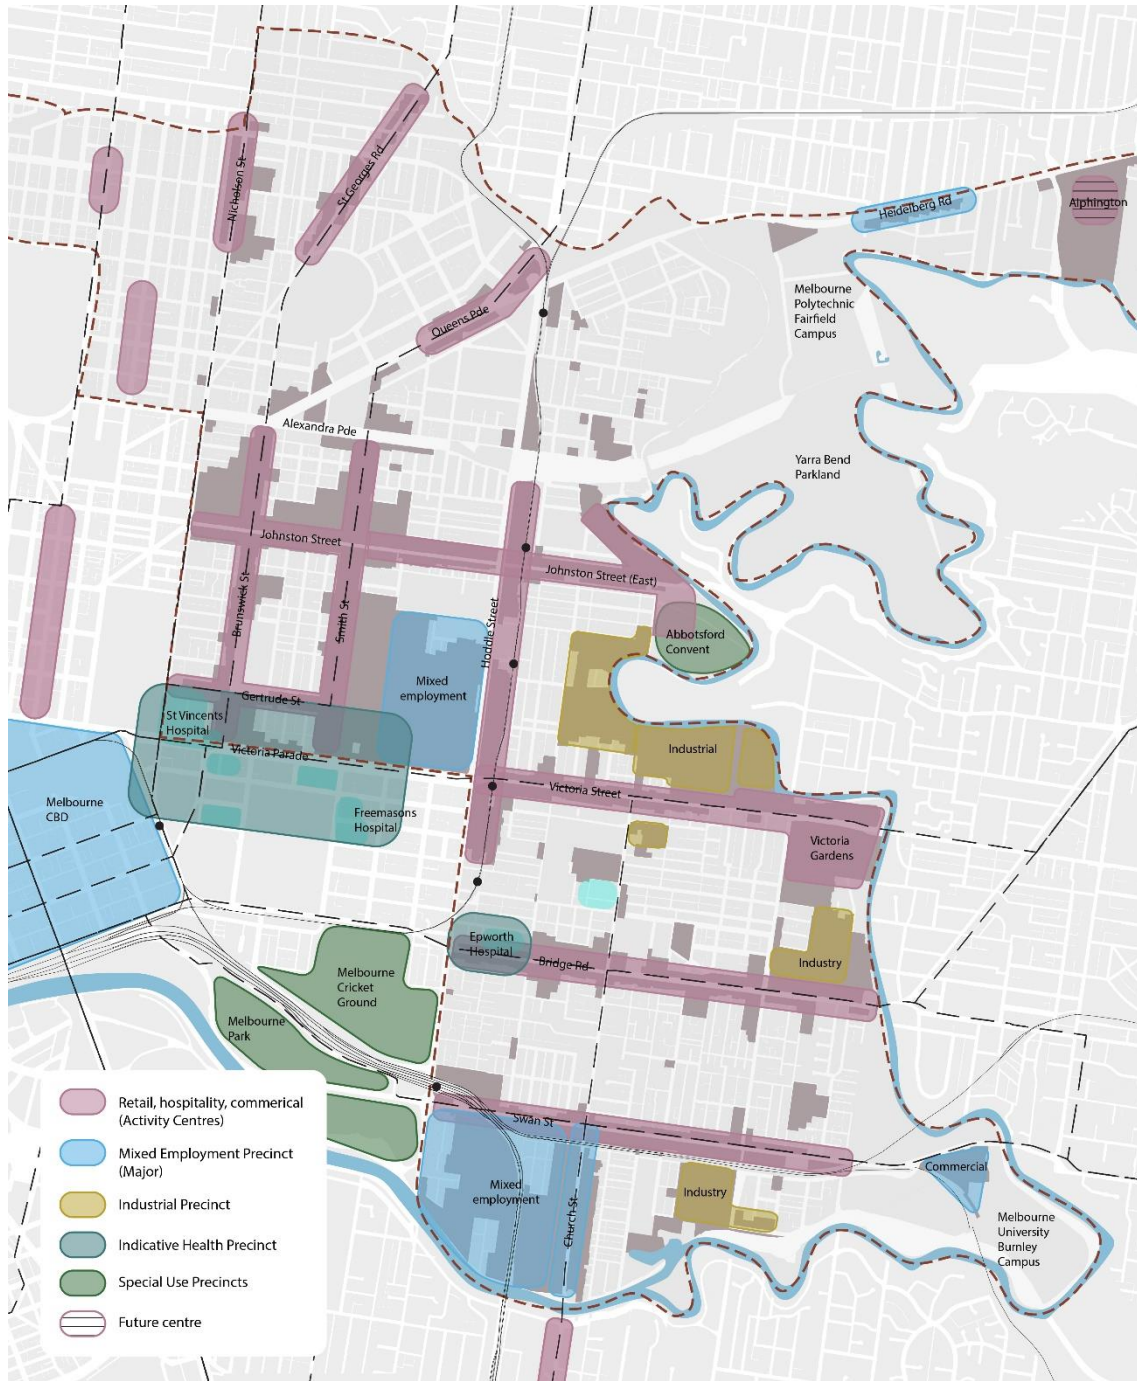 Nicholson St
St Georges Rd
Heidelberg Rd
Alphington
Melbourne
Polytechnic
Fairfield
Campus
Queens Pde
Alexandra Pde
Yarra Bend
Parkland
Johnston Street
Johnston Street (East)
Brunswick St
Smith St
Hoddle Street
Abbotsford
Convent
Mixed
employment
Gertrude St
St Vincents
Hospital
Victoria Parade
Industrial
Victoria Street
Melbourne
CBD
Freemasons
Hospital
Victoria
Gardens
Epworth
Hospital
Bridge Rd
Industry
Melbourne
Cricket
Ground
Melbourne
Park
Swan St
Commercial
Mixed
employment
Church St
Industry
Melbourne
University
Burnley
Campus
Retail, hospitality, commerical
(Activity Centres)
Mixed Employment Precinct
(Major)
Industrial Precinct
Indicative Health Precinct
Special Use Precincts
Future centre